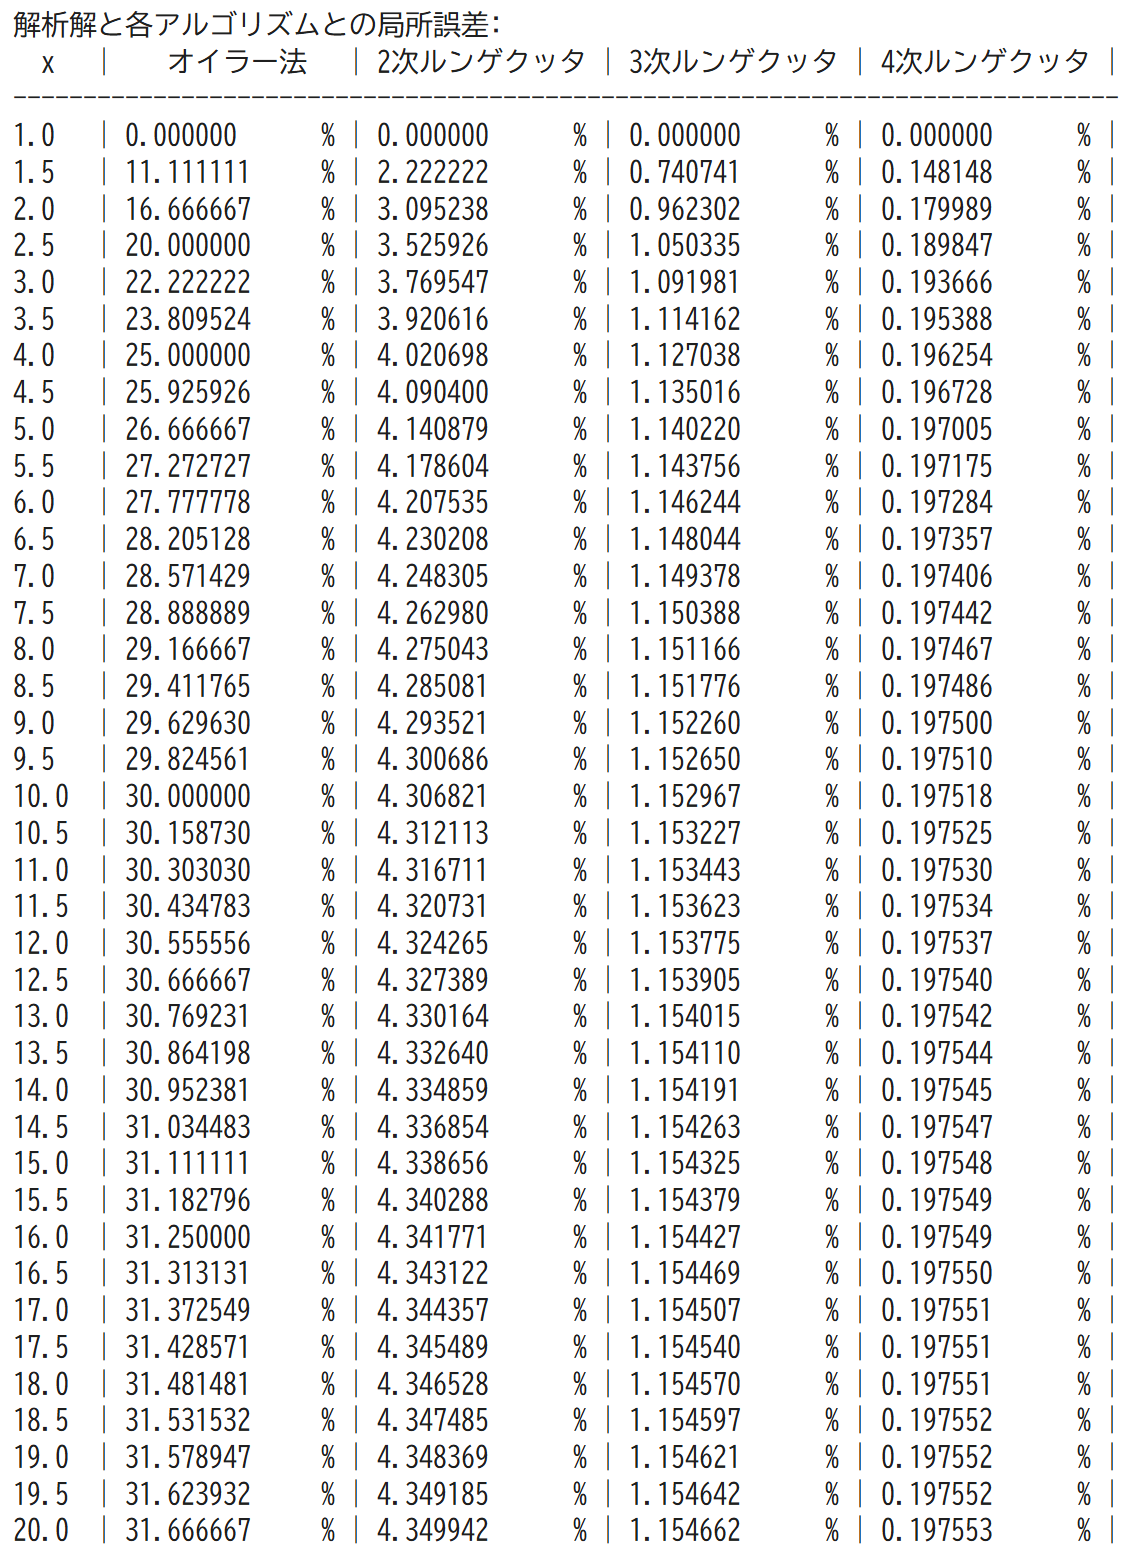 解析解と各アルゴリズムとの局所誤差:
x | オイラー法 | 2次ルンゲクッタ | 3次ルンゲクッタ | 4次ルンゲクッタ |
-------------------------------------------------------------------------------
1.0 | 0.000000 % | 0.000000 % | 0.000000 % | 0.000000 % |
1.5 | 11.111111 % | 2.222222 % | 0.740741 % | 0.148148 % |
2.0 | 16.666667 % | 3.095238 % | 0.962302 % | 0.179989 % |
2.5 | 20.000000 % | 3.525926 % | 1.050335 % | 0.189847 % |
3.0 | 22.222222 % | 3.769547 % | 1.091981 % | 0.193666 % |
3.5 | 23.809524 % | 3.920616 % | 1.114162 % | 0.195388 % |
4.0 | 25.000000 % | 4.020698 % | 1.127038 % | 0.196254 % |
4.5 | 25.925926 % | 4.090400 % | 1.135016 % | 0.196728 % |
5.0 | 26.666667 % | 4.140879 % | 1.140220 % | 0.197005 % |
5.5 | 27.272727 % | 4.178604 % | 1.143756 % | 0.197175 % |
6.0 | 27.777778 % | 4.207535 % | 1.146244 % | 0.197284 % |
6.5 | 28.205128 % | 4.230208 % | 1.148044 % | 0.197357 % |
7.0 | 28.571429 % | 4.248305 % | 1.149378 % | 0.197406 % |
7.5 | 28.888889 % | 4.262980 % | 1.150388 % | 0.197442 % |
8.0 | 29.166667 % | 4.275043 % | 1.151166 % | 0.197467 % |
8.5 | 29.411765 % | 4.285081 % | 1.151776 % | 0.197486 % |
9.0 | 29.629630 % | 4.293521 % | 1.152260 % | 0.197500 % |
9.5 | 29.824561 % | 4.300686 % | 1.152650 % | 0.197510 % |
10.0 | 30.000000 % | 4.306821 % | 1.152967 % | 0.197518 % |
10.5 | 30.158730 % | 4.312113 % | 1.153227 % | 0.197525 % |
11.0 | 30.303030 % | 4.316711 % | 1.153443 % | 0.197530 % |
11.5 | 30.434783 % | 4.320731 % | 1.153623 % | 0.197534 % |
12.0 | 30.555556 % | 4.324265 % | 1.153775 % | 0.197537 % |
12.5 | 30.666667 % | 4.327389 % | 1.153905 % | 0.197540 % |
13.0 | 30.769231 % | 4.330164 % | 1.154015 % | 0.197542 % |
13.5 | 30.864198 % | 4.332640 % | 1.154110 % | 0.197544 % |
14.0 | 30.952381 % | 4.334859 % | 1.154191 % | 0.197545 % |
14.5 | 31.034483 % | 4.336854 % | 1.154263 % | 0.197547 % |
15.0 | 31.111111 % | 4.338656 % | 1.154325 % | 0.197548 % |
15.5 | 31.182796 % | 4.340288 % | 1.154379 % | 0.197549 % |
16.0 | 31.250000 % | 4.341771 % | 1.154427 % | 0.197549 % |
16.5 | 31.313131 % | 4.343122 % | 1.154469 % | 0.197550 % |
17.0 | 31.372549 % | 4.344357 % | 1.154507 % | 0.197551 % |
17.5 | 31.428571 % | 4.345489 % | 1.154540 % | 0.197551 % |
18.0 | 31.481481 % | 4.346528 % | 1.154570 % | 0.197551 % |
18.5 | 31.531532 % | 4.347485 % | 1.154597 % | 0.197552 % |
19.0 | 31.578947 % | 4.348369 % | 1.154621 % | 0.197552 % |
19.5 | 31.623932 % | 4.349185 % | 1.154642 % | 0.197552 % |
20.0 | 31.666667 % | 4.349942 % | 1.154662 % | 0.197553 % |